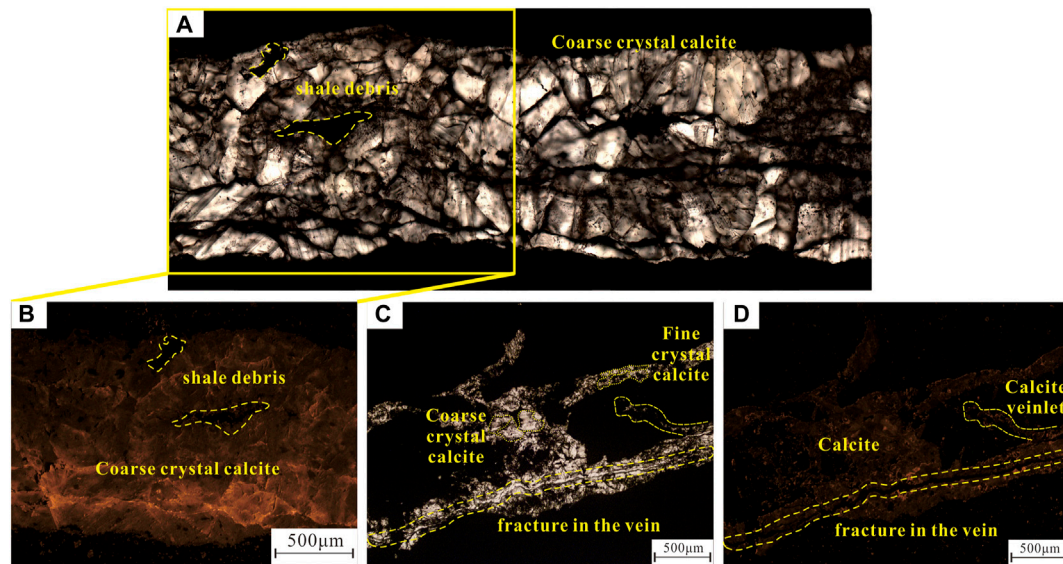 A
Coarse crystal calcite
shale debris
B
shale debris
Coarse crystal calcite
500μm
C
Fine
crystal
calcite
Coarse
crystal
calcite
fracture in the vein
500μm
D
Calcite
veinlet
Calcite
fracture in the vein
500μm